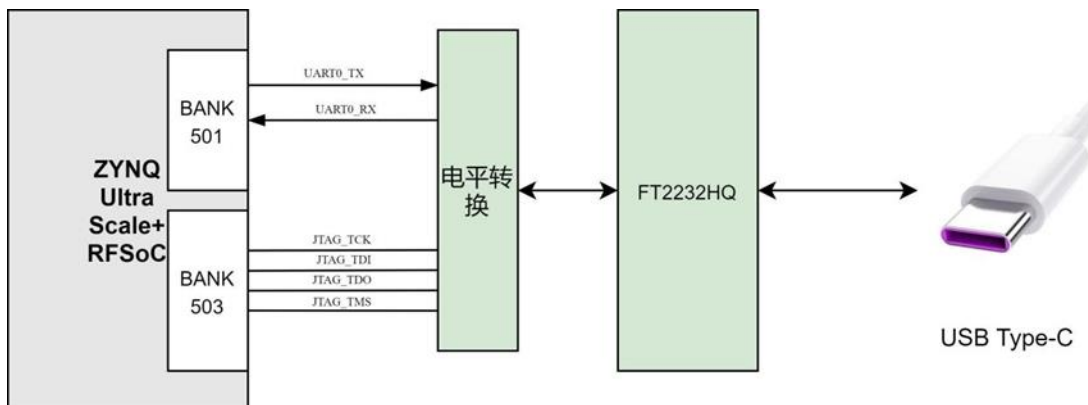 ZYNQ
Ultra
Scale+
RFSoC
BANK
501
UART0_TX
UART0_RX
BANK
503
JTAG_TCK
JTAG_TDI
JTAG_TDO
JTAG_TMS
电平转
换
FT2232HQ
USB Type-C